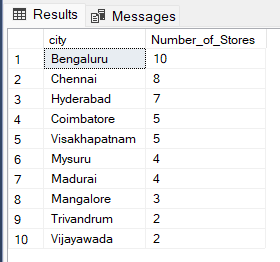 Results Messages
city Number_of_Stores
1 Bengaluru 10
2 Chennai 8
3 Hyderabad 7
4 Coimbatore 5
5 Visakhapatnam 5
6 Mysuru 4
7 Madurai 4
8 Mangalore 3
9 Trivandrum 2
10 Vijayawada 2